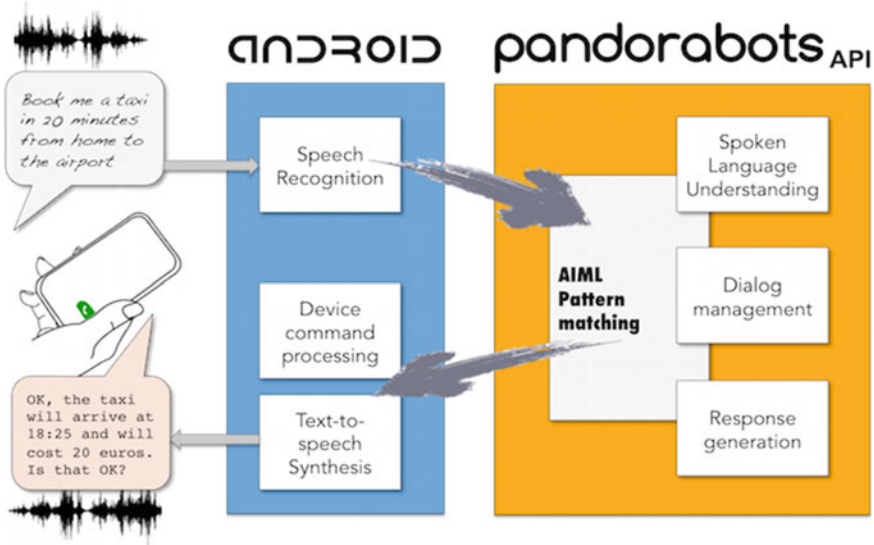 android
pandorabots API
Book me a taxi
in 20 minutes
from home to
the airport
Speech
Recognition
Spoken
Language
Understanding
AIML
Pattern
matching
Dialog
management
Device
command
processing
OK, the taxi
will arrive at
18:25 and will
cost 20 euros.
Is that OK?
Text-to-
speech
Synthesis
Response
generation